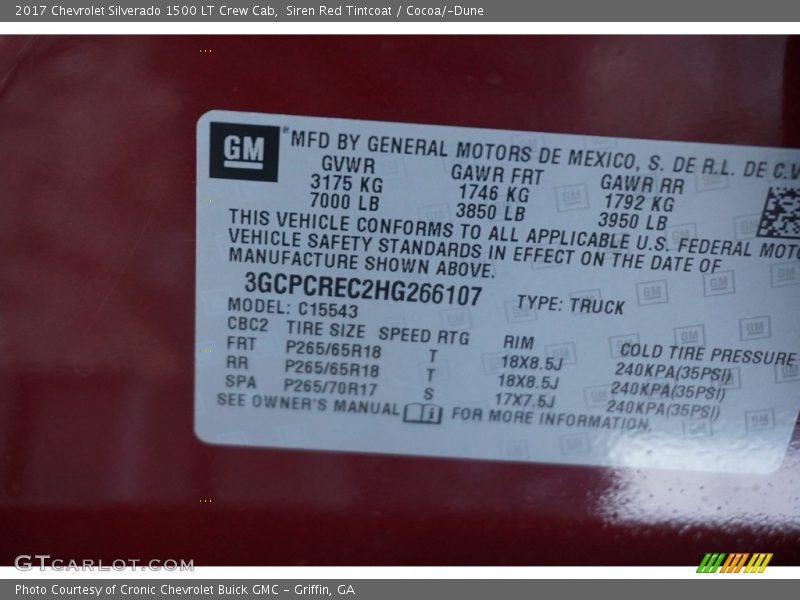 2017 Chevrolet Silverado 1500 LT Crew Cab, Siren Red Tintcoat / Cocoa/­Dune
GM MFD BY GENERAL MOTORS DE MEXICO, S. DE R.L. DE C.V
GVWR GAWR FRT GAWR RR
3175 KG 1746 KG 1792 KG
7000 LB 3850 LB 3950 LB
THIS VEHICLE CONFORMS TO ALL APPLICABLE U.S. FEDERAL MOTO
VEHICLE SAFETY STANDARDS IN EFFECT ON THE DATE OF
MANUFACTURE SHOWN ABOVE.
3GCPCREC2HG266107 TYPE: TRUCK
MODEL: C15543
CBC2 TIRE SIZE SPEED RTG RIM COLD TIRE PRESSURE
FRT P265/65R18 T 18X8.5J 240KPA(35PSI)
RR P265/65R18 T 18X8.5J 240KPA(35PSI)
SPA P265/70R17 S 17X7.5J 240KPA(35PSI)
SEE OWNER'S MANUAL FOR MORE INFORMATION.
GTCARLOT.COM
Photo Courtesy of Cronic Chevrolet Buick GMC - Griffin, GA